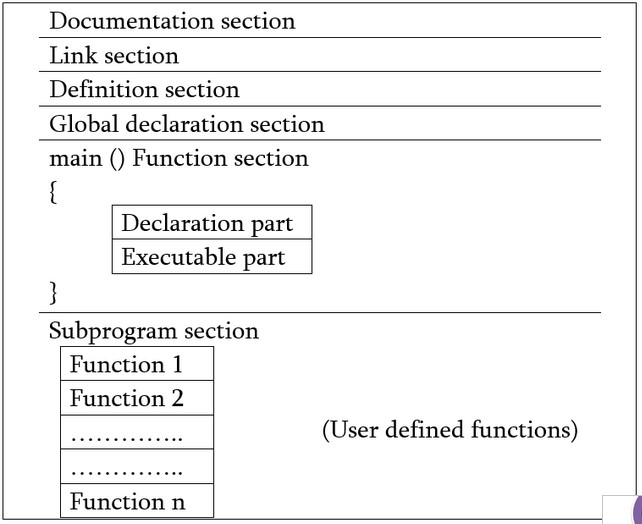 Documentation section
Link section
Definition section
Global declaration section
main () Function section
{
Declaration part
Executable part
}
Subprogram section
Function 1
Function 2
…………..
(User defined functions)
…………..
Function n